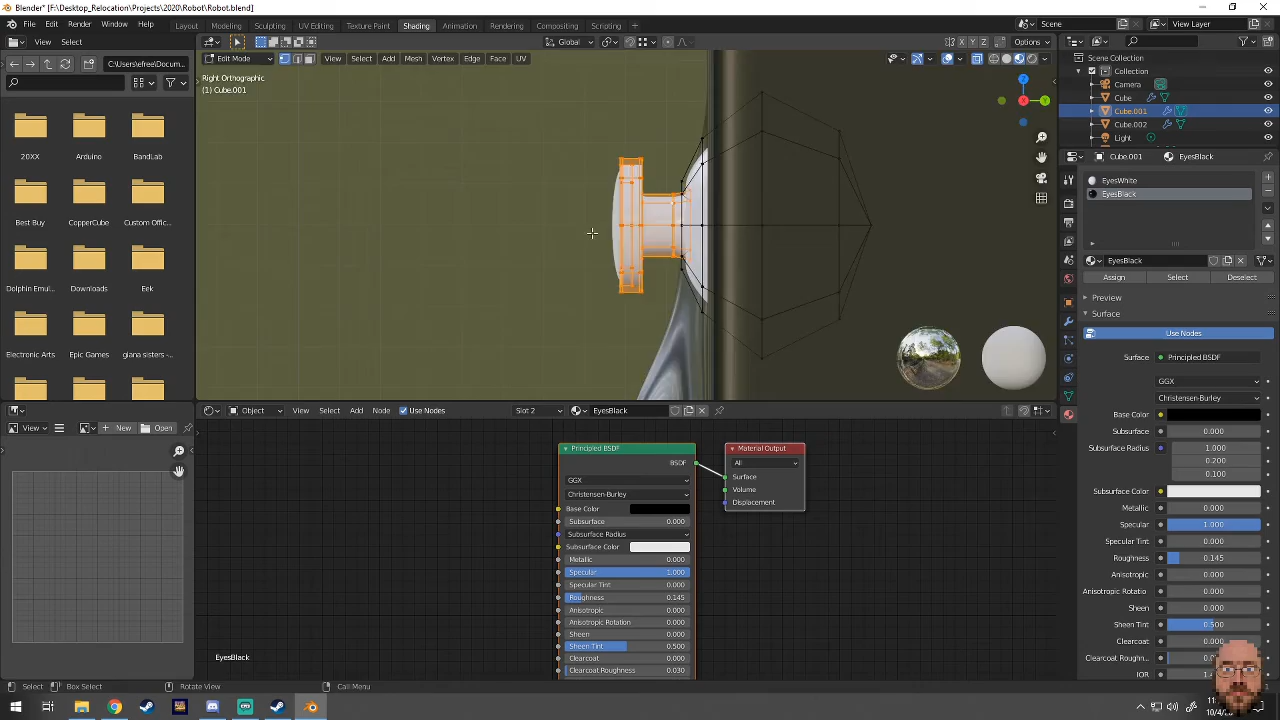 Blender* [F:\Desktop_Relocation\Projects\2020\Robot\Robot.blend]
File Edit Render Window Help Layout Modeling Sculpting UV Editing Texture Paint Shading Animation Rendering Compositing Scripting Scene View Layer
View Select Global Options
C:\Users\efree\Docum... Edit Mode View Select Add Mesh Vertex Edge Face UV
Right Orthographic
(1) Cube.001
Scene Collection
Collection
Camera
Cube
Cube.001
Cube.002
Light
20XX Arduino BandLab
Best Buy CopperCube Custom Offic...
Dolphin Emul... Downloads Eek
Electronic Arts Epic Games giana sisters -...
Cube.001 EyesBlack
EyesWhite
EyesBlack
EyesBlack
Assign Select Deselect
Preview
Surface
Use Nodes
Surface Principled BSDF
GGX
Christensen-Burley
Base Color
Subsurface 0.000
Subsurface Radius 1.000
0.200
0.100
Subsurface Color
Metallic 0.000
Specular 1.000
Specular Tint 0.000
Roughness 0.145
Anisotropic 0.000
Anisotropic Rotatio 0.000
Sheen 0.000
Sheen Tint 0.500
Clearcoat 0.000
Clearcoat Roughn...
IOR
View New Open
Object View Select Add Node Use Nodes Slot 2 EyesBlack
Principled BSDF
BSDF
GGX
Christensen-Burley
Base Color
Subsurface 0.000
Subsurface Radius
Subsurface Color
Metallic 0.000
Specular 1.000
Specular Tint 0.000
Roughness 0.145
Anisotropic 0.000
Anisotropic Rotation 0.000
Sheen 0.000
Sheen Tint 0.500
Clearcoat 0.000
Clearcoat Roughness 0.030
Material Output
All
Surface
Volume
Displacement
EyesBlack
Select Box Select Rotate View Call Menu